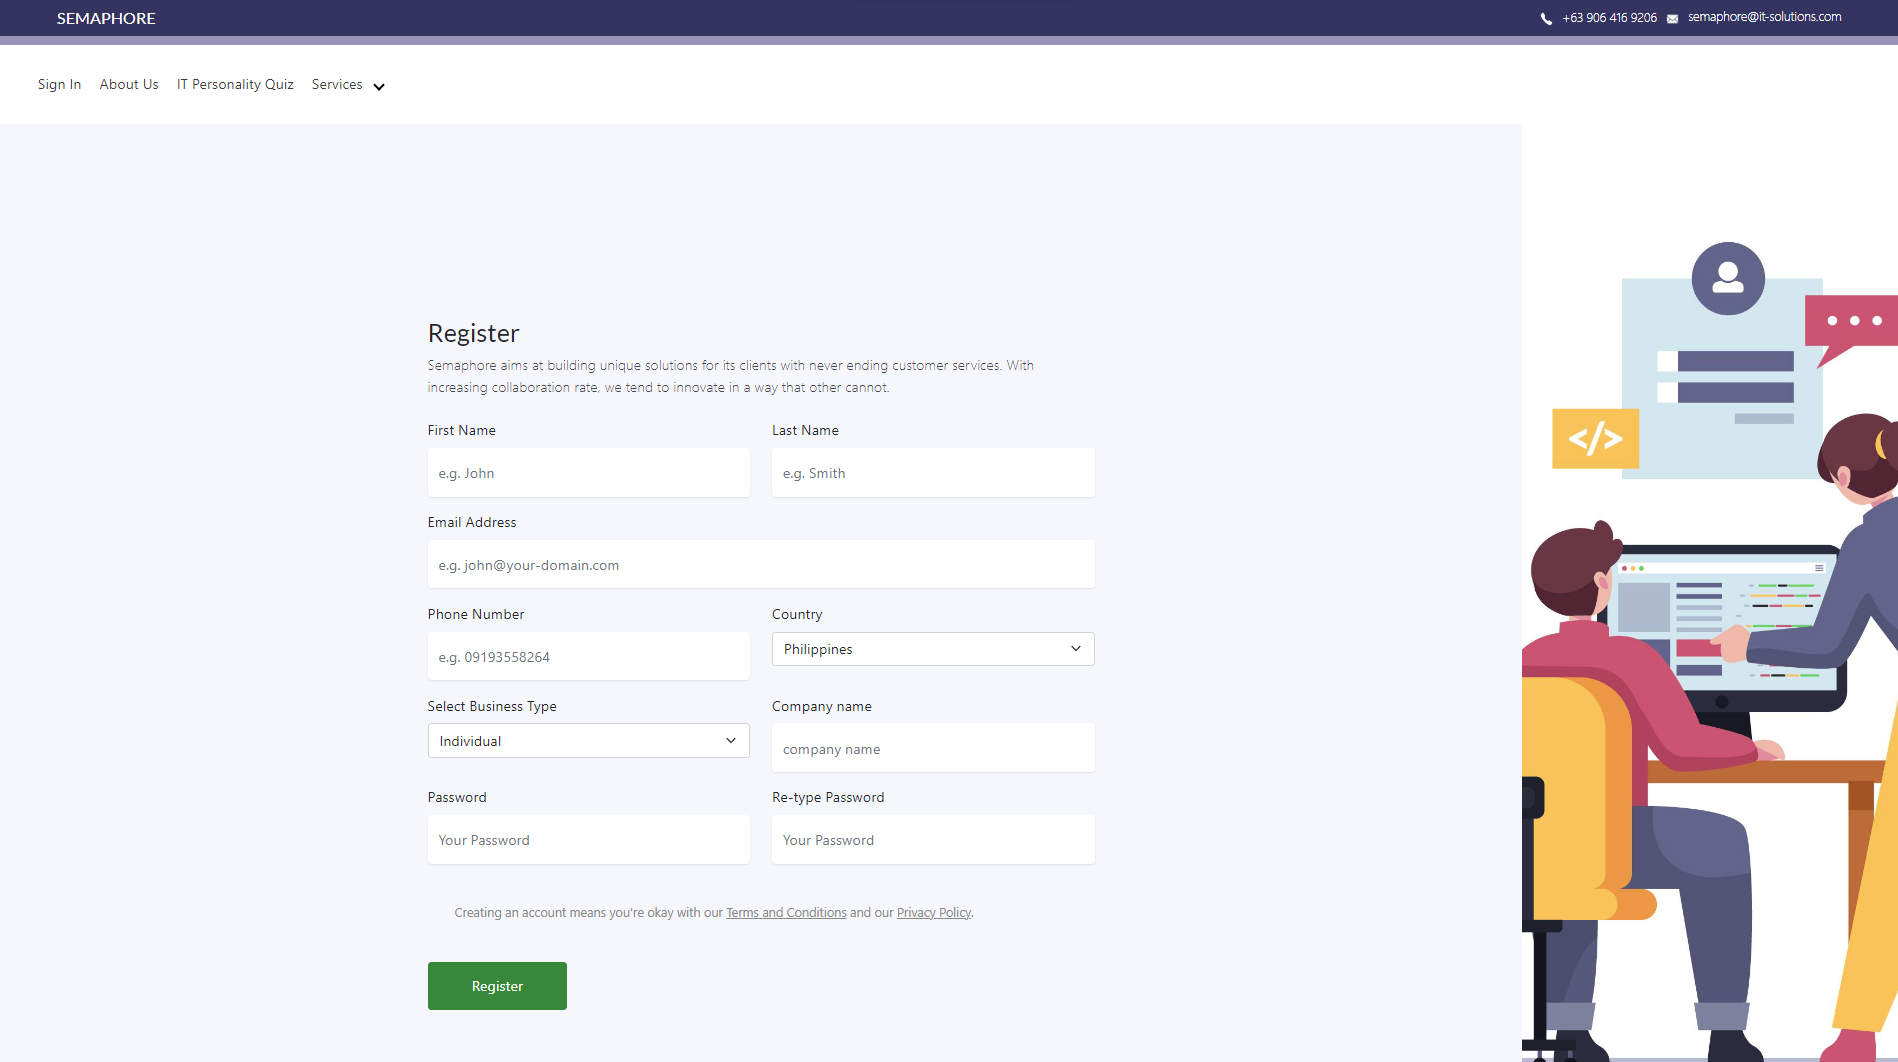 SEMAPHORE
+63 906 416 9206 semaphore@it-solutions.com
Sign In About Us IT Personality Quiz Services
Register
Semaphore aims at building unique solutions for its clients with never ending customer services. With
increasing collaboration rate, we tend to innovate in a way that other cannot.
First Name Last Name
e.g. John e.g. Smith
Email Address
e.g. john@your-domain.com
Phone Number Country
e.g. 09193558264 Philippines
Select Business Type Company name
Individual company name
Password Re-type Password
Your Password Your Password
Creating an account means you're okay with our Terms and Conditions and our Privacy Policy.
Register
</>